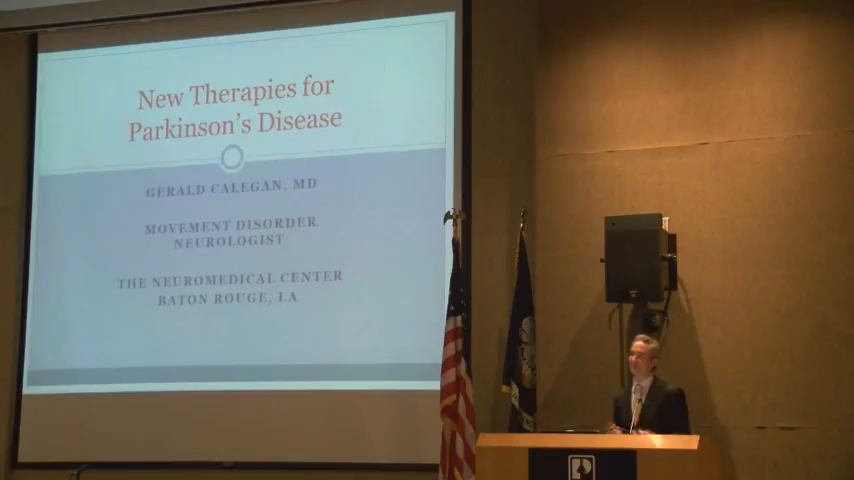 New Therapies for
Parkinson's Disease
GERALD CALEGAN, MD
MOVEMENT DISORDER
NEUROLOGIST
THE NEUROMEDICAL CENTER
BATON ROUGE, LA